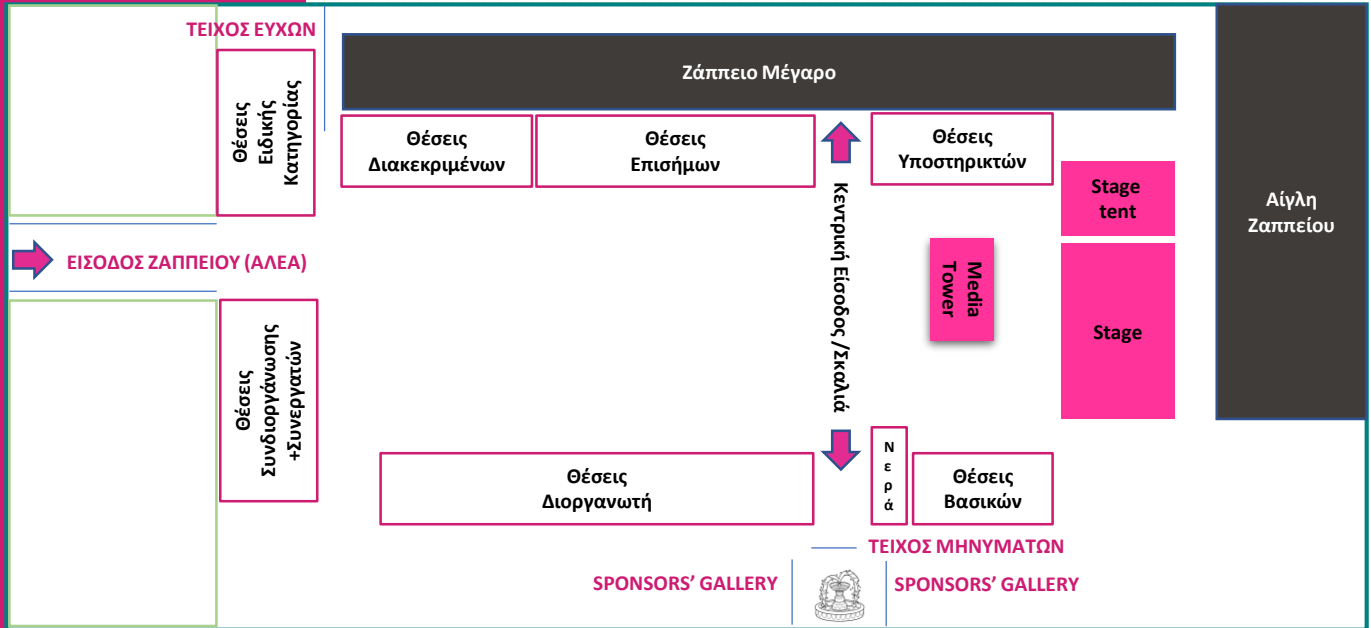 ΤΕΙΧΟΣ ΕΥΧΩΝ
Ζάππειο Μέγαρο
Θέσεις
Ειδικής
Κατηγορίας
Θέσεις
Διακεκριμένων
Θέσεις
Επισήμων
Θέσεις
Υποστηρικτών
Stage
tent
Αίγλη
Ζαππείου
ΕΙΣΟΔΟΣ ΖΑΠΠΕΙΟΥ (ΑΛΕΑ)
Κεντρική Είσοδος /Σκαλιά
Media
Tower
Stage
Θέσεις
Συνδιοργάνωσης
+Συνεργατών
Θέσεις
Διοργανωτή
Νερά
Θέσεις
Βασικών
ΤΕΙΧΟΣ ΜΗΝΥΜΑΤΩΝ
SPONSORS’ GALLERY
SPONSORS’ GALLERY